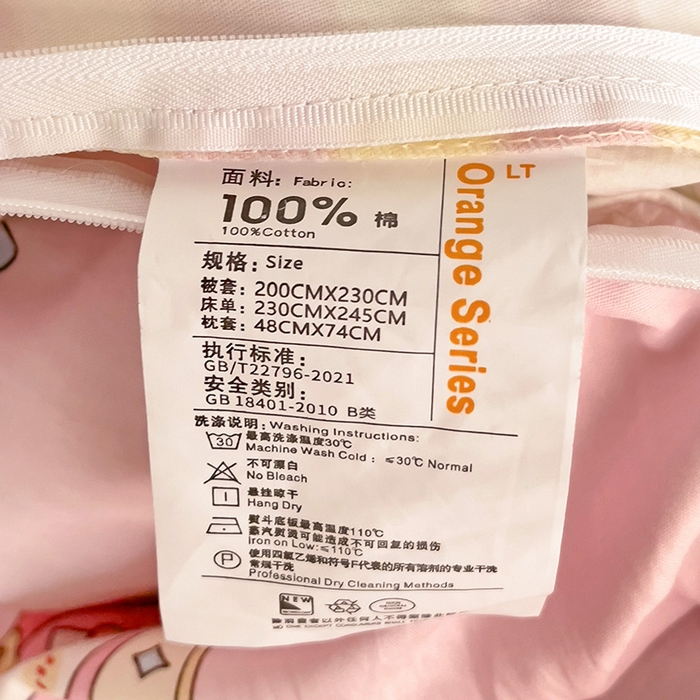 面料: Fabric:
100% 棉
100%Cotton
规格: Size
被套: 200CMX230CM
床单: 230CMX245CM
枕套: 48CMX74CM
执行标准:
GB/T22796-2021
安全类别:
GB 18401-2010 B类
LT
Orange Series
洗涤说明: Washing Instructions:
30 最高洗涤温度30℃
Machine Wash Cold : ≤30℃ Normal
不可漂白
No Bleach
悬挂晾干
Hang Dry
熨斗底板最高温度110℃
蒸汽熨烫可能造成不可回复的损伤
Iron on Low:≤110℃
P 使用四氯乙烯和符号F代表的所有溶剂的专业干洗
常规干洗
Professional Dry Cleaning Methods
NEW